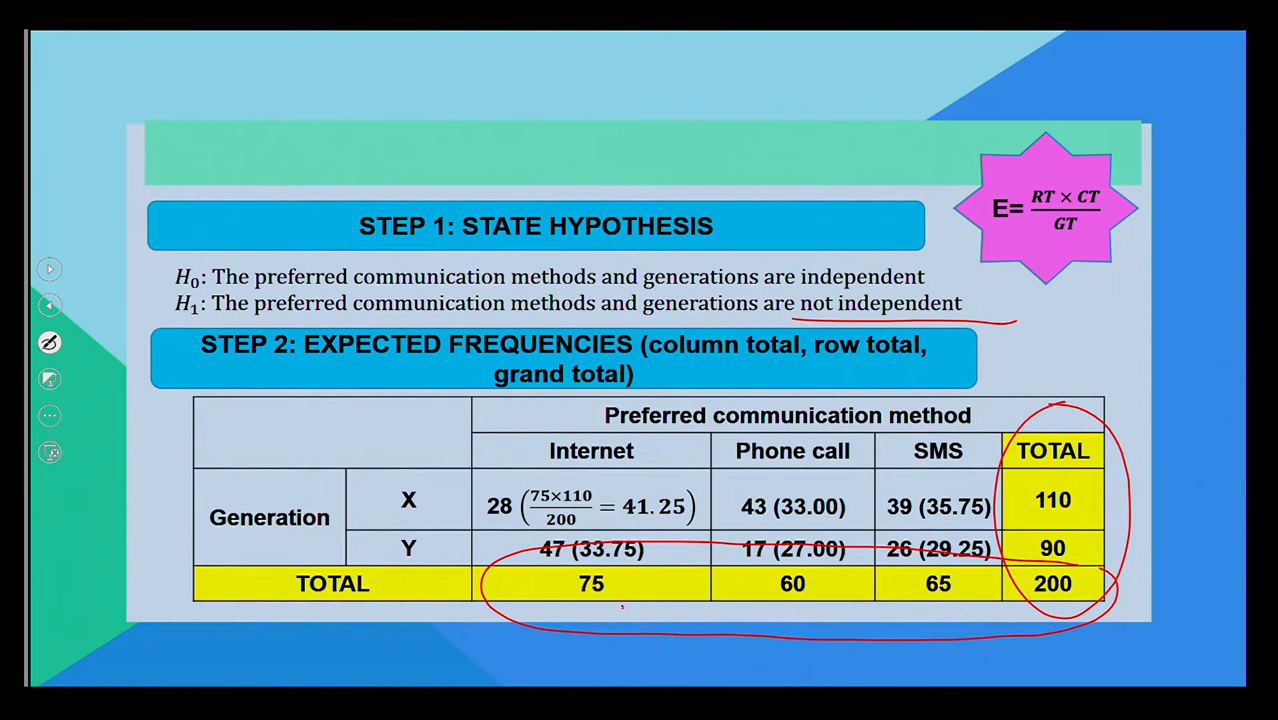 E= RT × CT / GT
STEP 1: STATE HYPOTHESIS
H₀: The preferred communication methods and generations are independent
H₁: The preferred communication methods and generations are not independent
STEP 2: EXPECTED FREQUENCIES (column total, row total,
grand total)
Preferred communication method
Internet Phone call SMS TOTAL
Generation X 28 (75×110/200 = 41.25) 43 (33.00) 39 (35.75) 110
Y 47 (33.75) 17 (27.00) 26 (29.25) 90
TOTAL 75 60 65 200